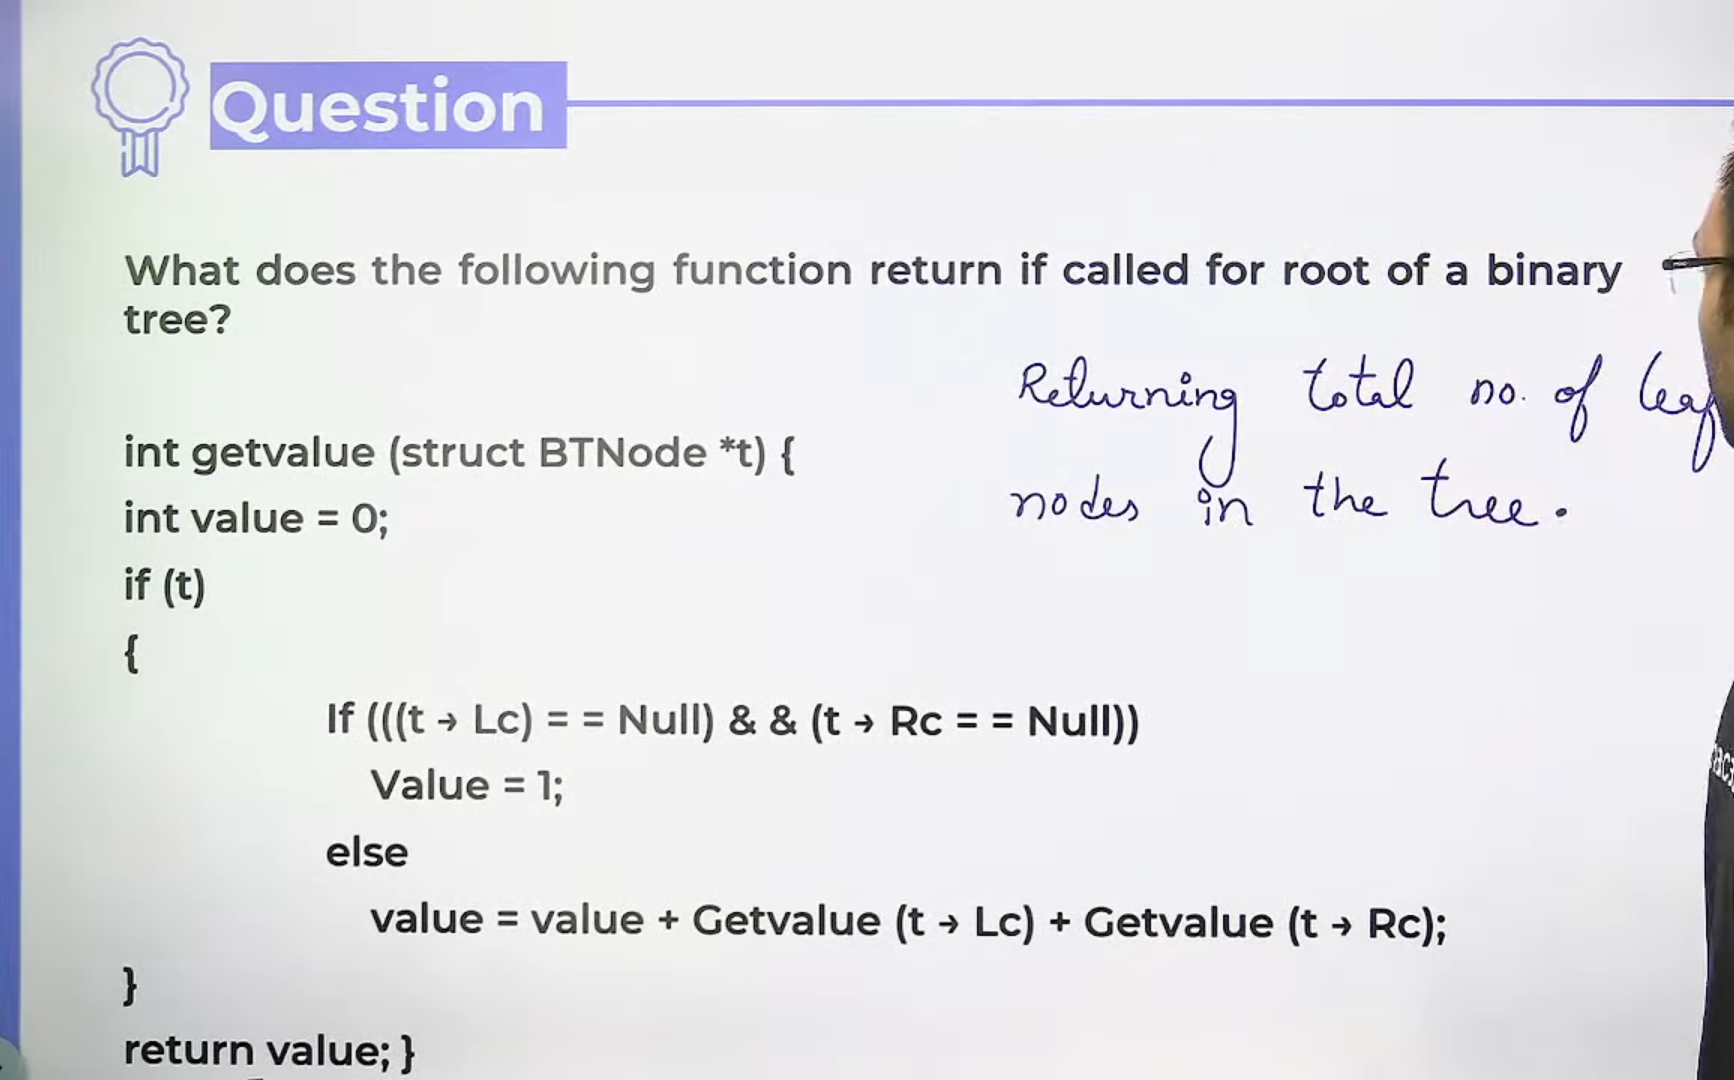 Question
What does the following function return if called for root of a binary
tree?
Returning total no. of
nodes in the tree.
int getvalue (struct BTNode *t) {
int value = 0;
if (t)
{
If (((t → Lc) = = Null) & & (t → Rc = = Null))
Value = 1;
else
value = value + Getvalue (t → Lc) + Getvalue (t → Rc);
}
return value; }